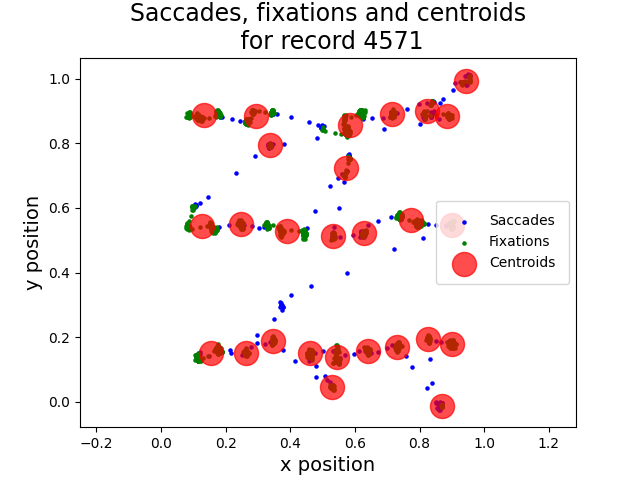 Saccades, fixations and centroids
for record 4571
y position
1.0
0.8
0.6
0.4
0.2
0.0
Saccades
Fixations
Centroids
−0.2
0.0
0.2
0.4
0.6
0.8
1.0
1.2
x position